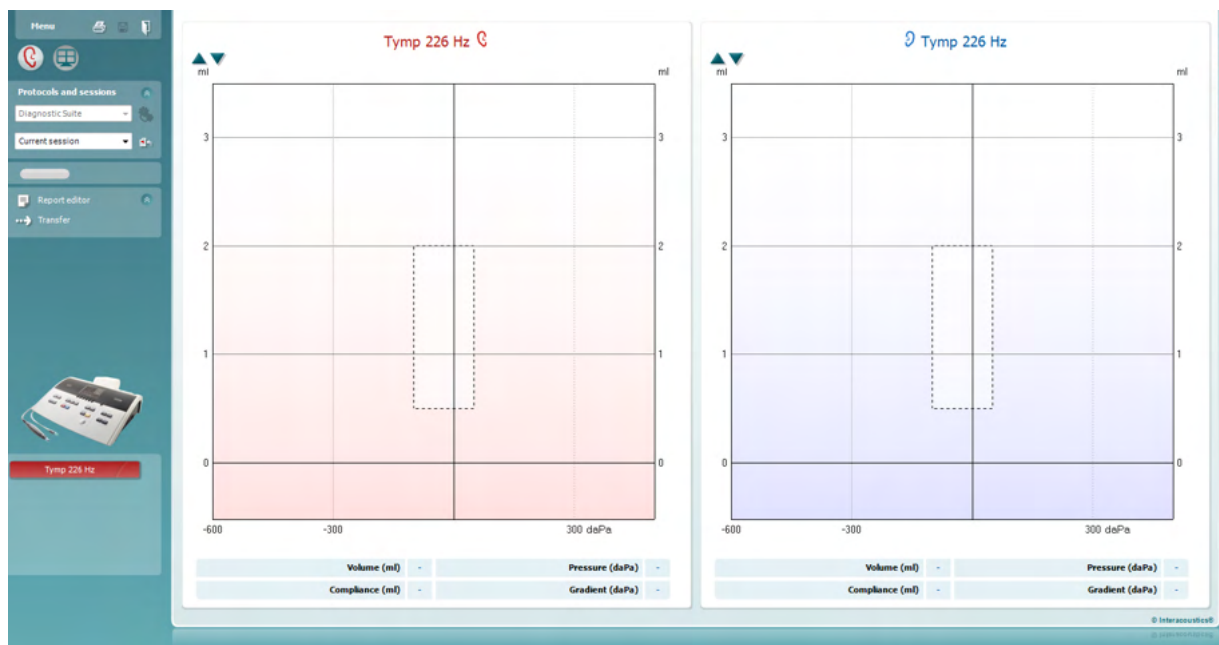 Menu
Protocols and sessions
Diagnostic Suite
Current session
Report editor
Transfer
Tymp 226 Hz
Tymp 226 Hz
ml ml
3 3
2 2
1 1
0 0
-600 -300 300 daPa
Volume (ml) - Pressure (daPa) -
Compliance (ml) - Gradient (daPa) -
Tymp 226 Hz
ml ml
3 3
2 2
1 1
0 0
-600 -300 300 daPa
Volume (ml) - Pressure (daPa) -
Compliance (ml) - Gradient (daPa) -
© Interacoustics®